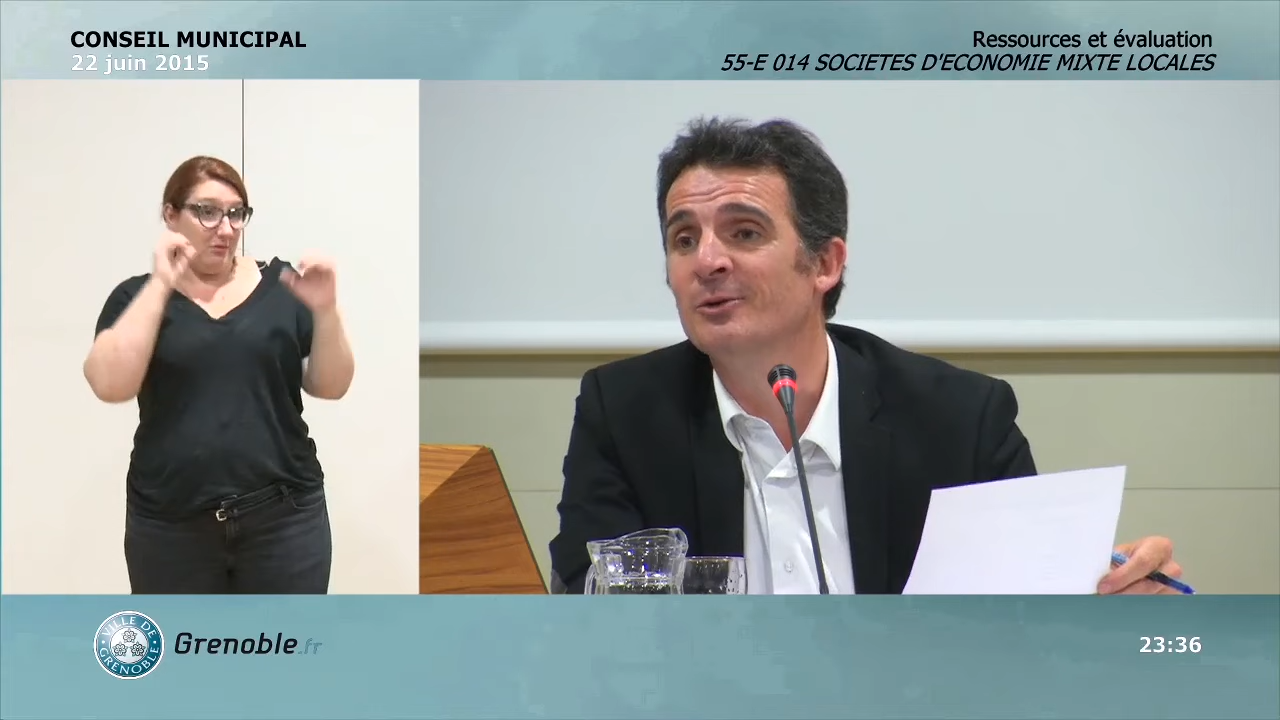 CONSEIL MUNICIPAL
22 juin 2015
Ressources et évaluation
55-E 014 SOCIETES D'ECONOMIE MIXTE LOCALES
VILLE DE
GRENOBLE
Grenoble.fr
23:36